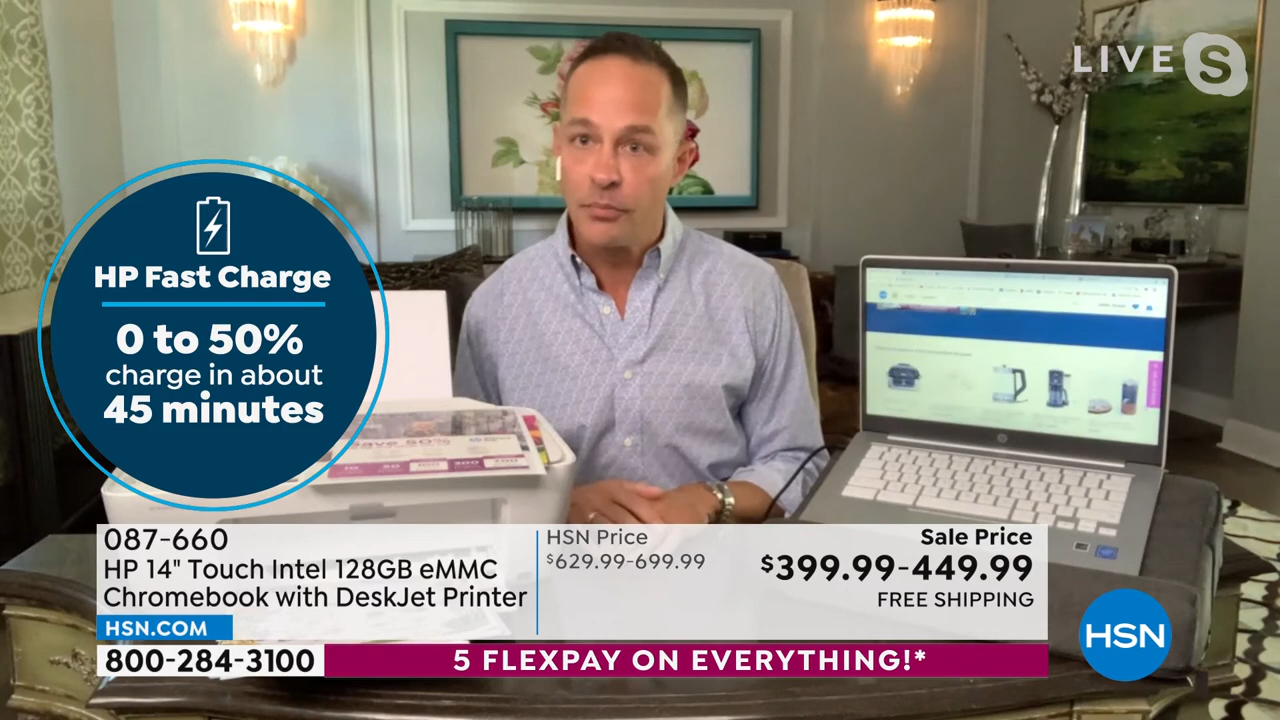 LIVE S
HP Fast Charge
0 to 50%
charge in about
45 minutes
save 50%
087-660
HP 14" Touch Intel 128GB eMMC
Chromebook with DeskJet Printer
HSN.COM
HSN Price
$629.99-699.99
Sale Price
$399.99-449.99
FREE SHIPPING
HSN
800-284-3100
5 FLEXPAY ON EVERYTHING!*